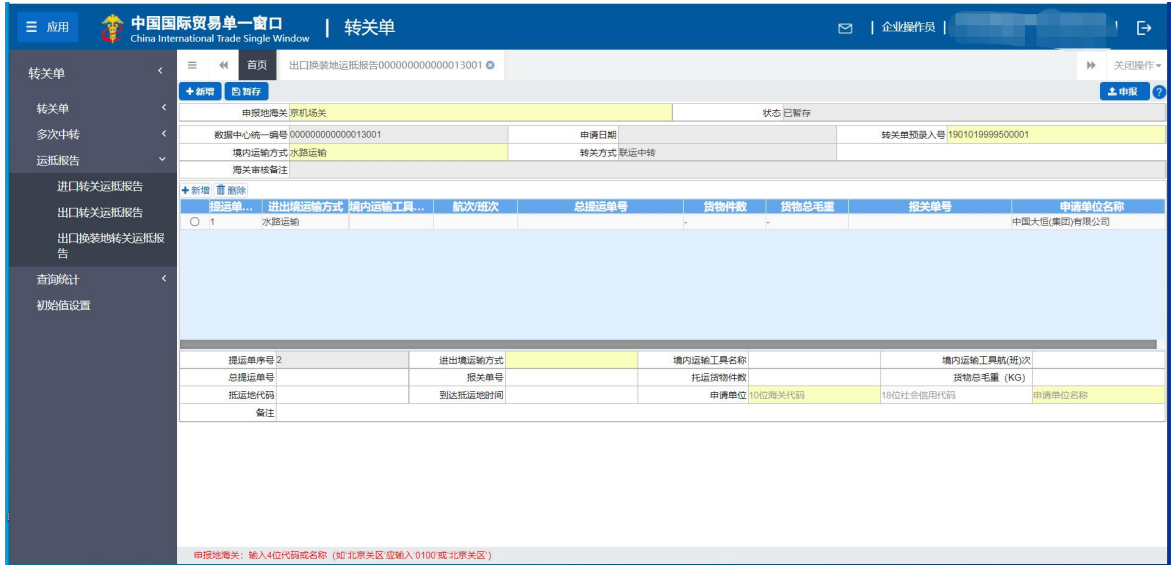 应用 中国国际贸易单一窗口 转关单 企业操作员
China International Trade Single Window
转关单 首页 出口换装地运抵报告000000000000013001 关闭操作
新增 暂存 申报
转关单 申报地海关 京机场关 状态 已暂存
多次中转 数据中心统一编号 000000000000013001 申请日期 转关单预录入号 1901019999500001
运抵报告 境内运输方式 水路运输 转关方式 联运中转
海关审核备注
进口转关运抵报告 新增 删除
出口转关运抵报告 提运单... 进出境运输方式 境内运输工具... 航次/班次 总提运单号 货物件数 货物总毛重 报关单号 申请单位名称
1 水路运输 - - 中国大恒(集团)有限公司
出口换装地转关运抵报
告
查询统计
初始值设置
提运单序号 2 进出境运输方式 境内运输工具名称 境内运输工具航(班)次
总提运单号 报关单号 托运货物件数 货物总毛重（KG）
抵运地代码 到达抵运地时间 申请单位 10位海关代码 18位社会信用代码 申请单位名称
备注
申报地海关：输入4位代码或名称（如'北京关区'应输入'0100'或'北京关区'）